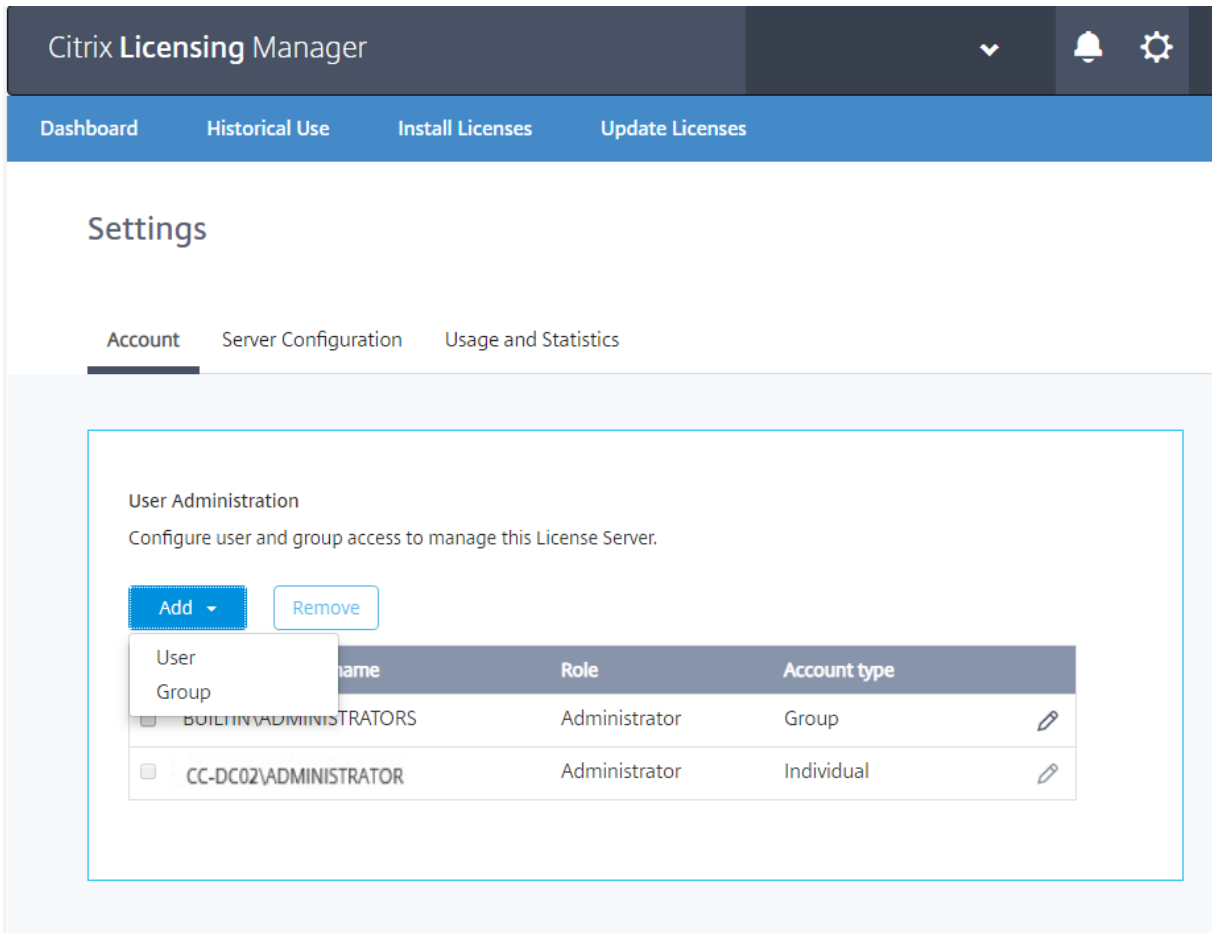 Citrix Licensing Manager
Dashboard Historical Use Install Licenses Update Licenses
Settings
Account Server Configuration Usage and Statistics
User Administration
Configure user and group access to manage this License Server.
Add Remove
User
Group
Role Account type
BUILTIN\ADMINISTRATORS Administrator Group
CC-DC02\ADMINISTRATOR Administrator Individual